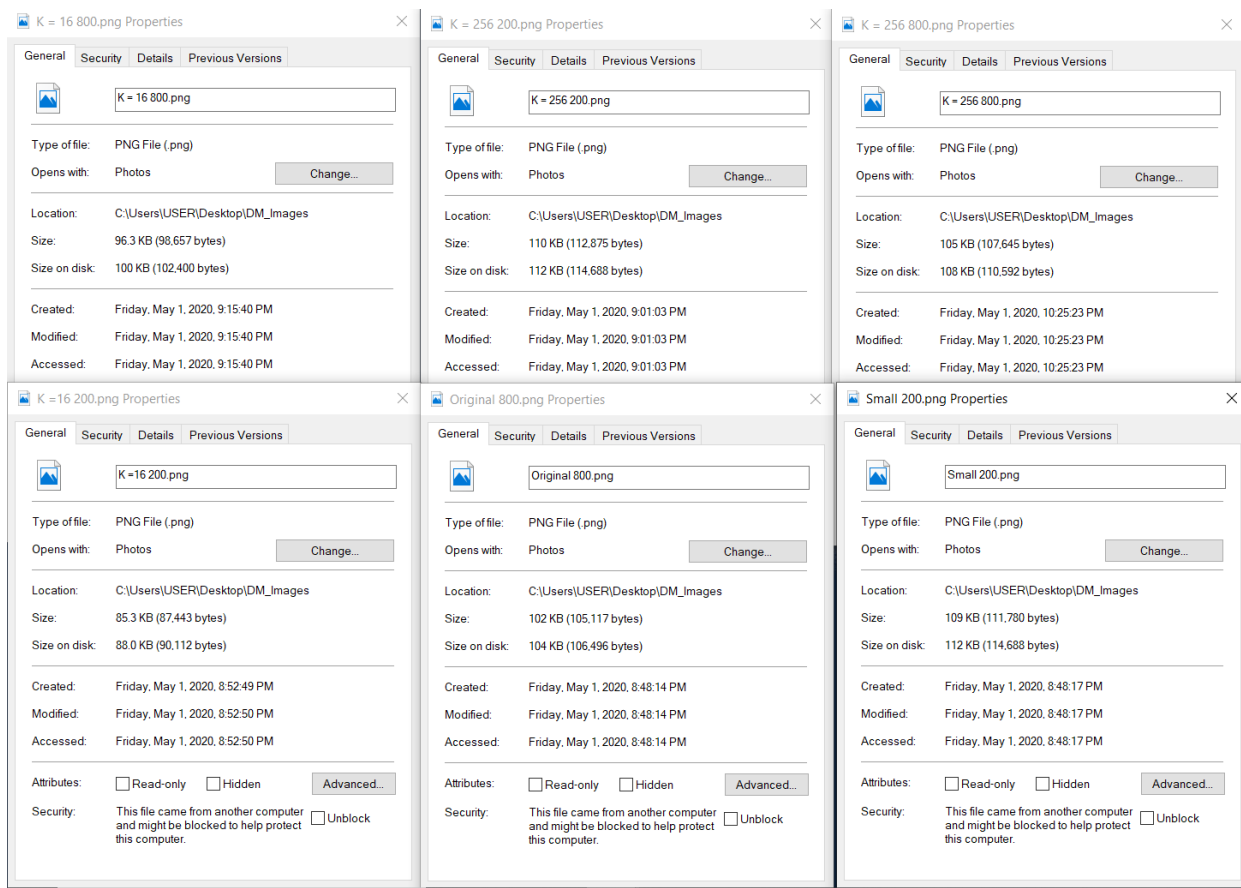 K = 16 800.png Properties
General Security Details Previous Versions
K = 16 800.png
Type of file: PNG File (.png)
Opens with: Photos Change...
Location: C:\Users\USER\Desktop\DM_Images
Size: 96.3 KB (98,657 bytes)
Size on disk: 100 KB (102,400 bytes)
Created: Friday, May 1, 2020, 9:15:40 PM
Modified: Friday, May 1, 2020, 9:15:40 PM
Accessed: Friday, May 1, 2020, 9:15:40 PM
K = 256 200.png Properties
General Security Details Previous Versions
K = 256 200.png
Type of file: PNG File (.png)
Opens with: Photos Change...
Location: C:\Users\USER\Desktop\DM_Images
Size: 110 KB (112,875 bytes)
Size on disk: 112 KB (114,688 bytes)
Created: Friday, May 1, 2020, 9:01:03 PM
Modified: Friday, May 1, 2020, 9:01:03 PM
Accessed: Friday, May 1, 2020, 9:01:03 PM
K = 256 800.png Properties
General Security Details Previous Versions
K = 256 800.png
Type of file: PNG File (.png)
Opens with: Photos Change...
Location: C:\Users\USER\Desktop\DM_Images
Size: 105 KB (107,645 bytes)
Size on disk: 108 KB (110,592 bytes)
Created: Friday, May 1, 2020, 10:25:23 PM
Modified: Friday, May 1, 2020, 10:25:23 PM
Accessed: Friday, May 1, 2020, 10:25:23 PM
K =16 200.png Properties
General Security Details Previous Versions
K =16 200.png
Type of file: PNG File (.png)
Opens with: Photos Change...
Location: C:\Users\USER\Desktop\DM_Images
Size: 85.3 KB (87,443 bytes)
Size on disk: 88.0 KB (90,112 bytes)
Created: Friday, May 1, 2020, 8:52:49 PM
Modified: Friday, May 1, 2020, 8:52:50 PM
Accessed: Friday, May 1, 2020, 8:52:50 PM
Attributes: Read-only Hidden Advanced...
Security: This file came from another computer
and might be blocked to help protect Unblock
this computer.
Original 800.png Properties
General Security Details Previous Versions
Original 800.png
Type of file: PNG File (.png)
Opens with: Photos Change...
Location: C:\Users\USER\Desktop\DM_Images
Size: 102 KB (105,117 bytes)
Size on disk: 104 KB (106,496 bytes)
Created: Friday, May 1, 2020, 8:48:14 PM
Modified: Friday, May 1, 2020, 8:48:14 PM
Accessed: Friday, May 1, 2020, 8:48:14 PM
Attributes: Read-only Hidden Advanced...
Security: This file came from another computer
and might be blocked to help protect Unblock
this computer.
Small 200.png Properties
General Security Details Previous Versions
Small 200.png
Type of file: PNG File (.png)
Opens with: Photos Change...
Location: C:\Users\USER\Desktop\DM_Images
Size: 109 KB (111,780 bytes)
Size on disk: 112 KB (114,688 bytes)
Created: Friday, May 1, 2020, 8:48:17 PM
Modified: Friday, May 1, 2020, 8:48:17 PM
Accessed: Friday, May 1, 2020, 8:48:17 PM
Attributes: Read-only Hidden Advanced...
Security: This file came from another computer
and might be blocked to help protect Unblock
this computer.